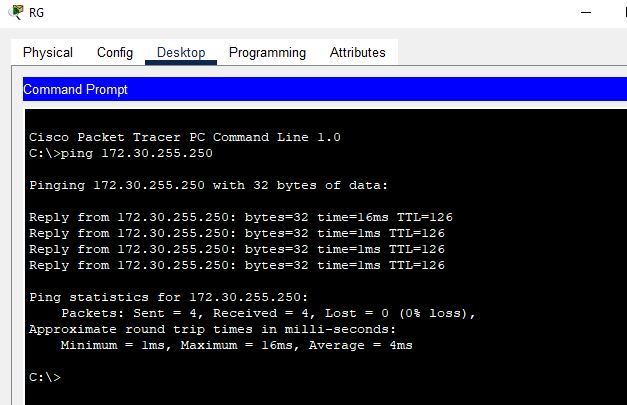 RG
Physical Config Desktop Programming Attributes
Command Prompt
Cisco Packet Tracer PC Command Line 1.0
C:\>ping 172.30.255.250
Pinging 172.30.255.250 with 32 bytes of data:
Reply from 172.30.255.250: bytes=32 time=16ms TTL=126
Reply from 172.30.255.250: bytes=32 time=1ms TTL=126
Reply from 172.30.255.250: bytes=32 time=1ms TTL=126
Reply from 172.30.255.250: bytes=32 time=1ms TTL=126
Ping statistics for 172.30.255.250:
    Packets: Sent = 4, Received = 4, Lost = 0 (0% loss),
Approximate round trip times in milli-seconds:
    Minimum = 1ms, Maximum = 16ms, Average = 4ms
C:\>